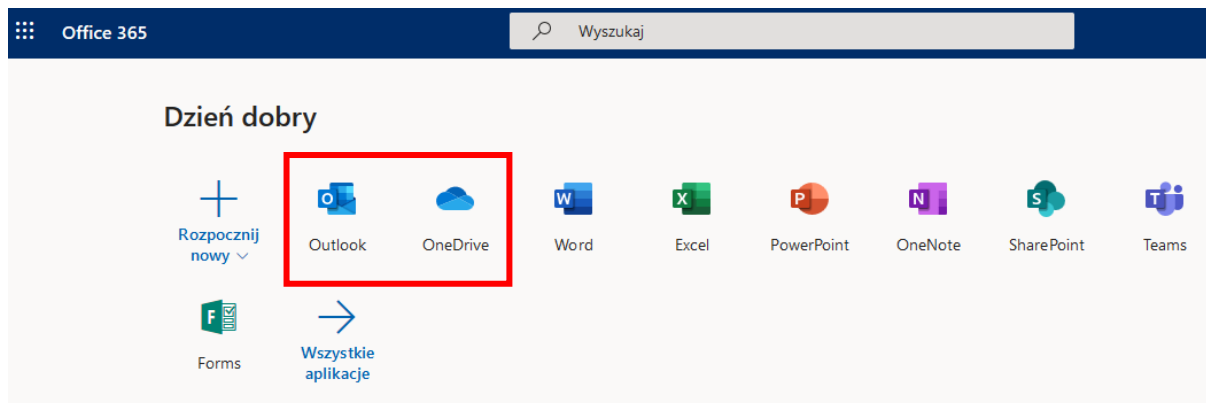 Office 365
Wyszukaj
Dzień dobry
Rozpocznij
nowy
Outlook
OneDrive
Word
Excel
PowerPoint
OneNote
SharePoint
Teams
Forms
Wszystkie
aplikacje